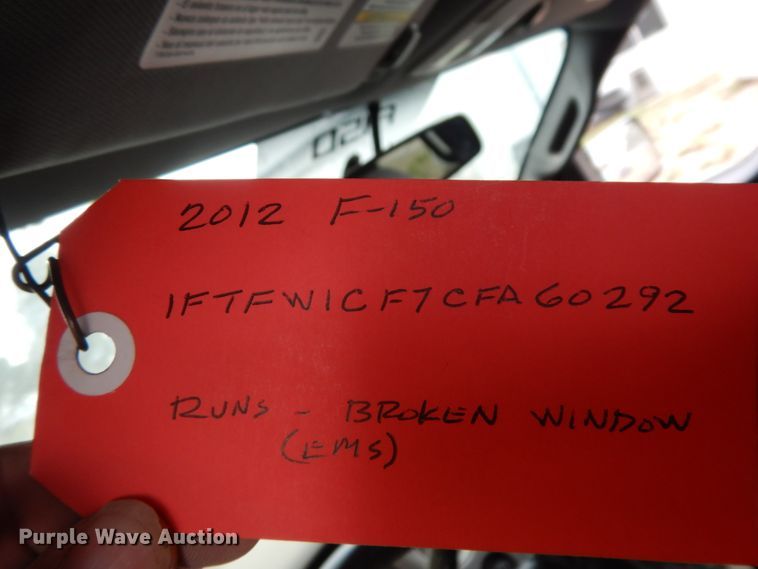 2012 F-150
1FTFW1CF7CFA60292
RUNS - BROKEN WINDOW
(EMS)
Purple Wave Auction